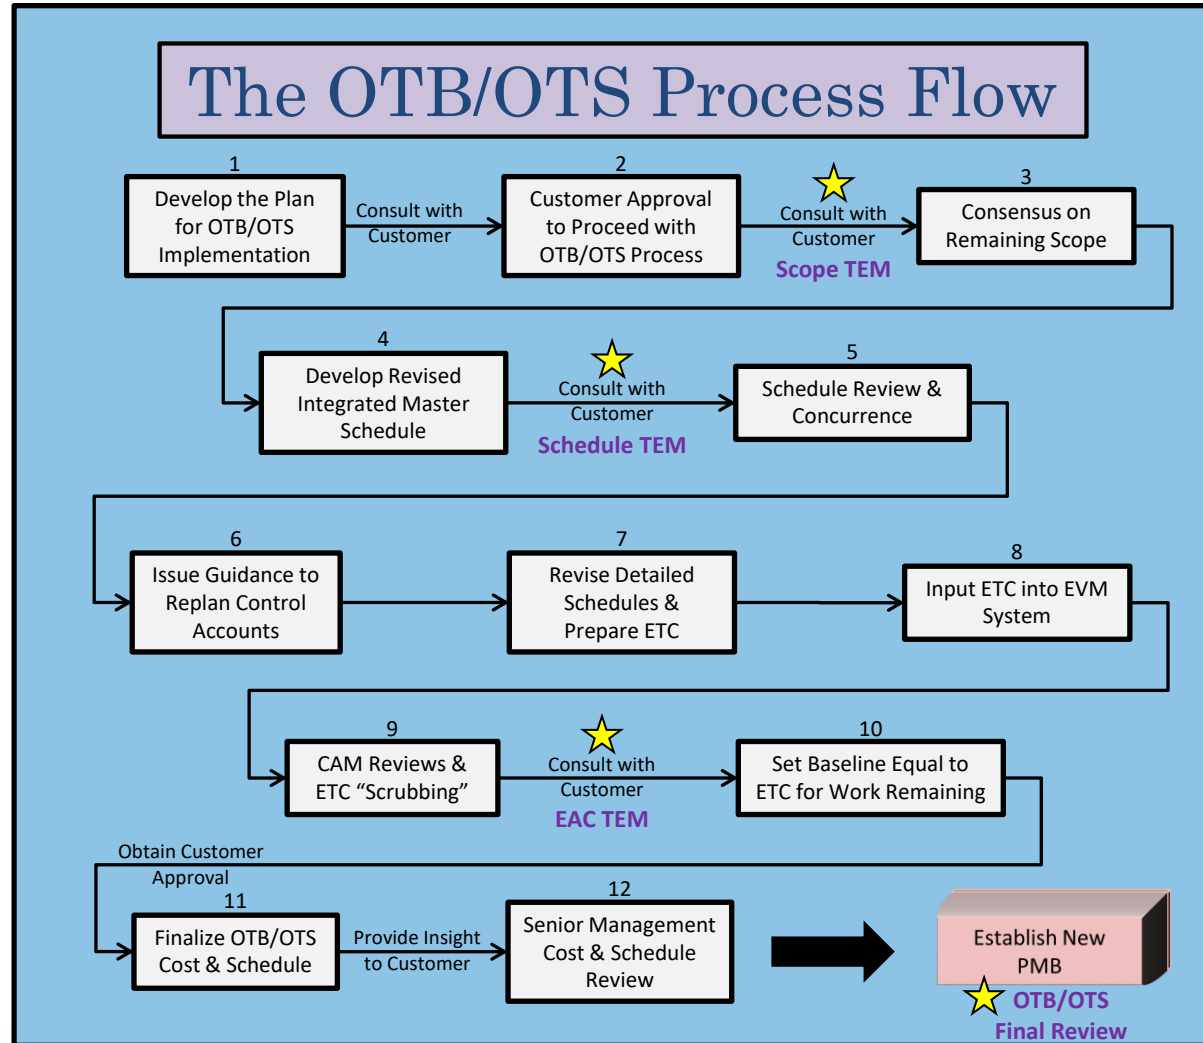 The OTB/OTS Process Flow
1
Develop the Plan
for OTB/OTS
Implementation
Consult with
Customer
2
Customer Approval
to Proceed with
OTB/OTS Process
Consult with
Customer
Scope TEM
3
Consensus on
Remaining Scope
4
Develop Revised
Integrated Master
Schedule
Consult with
Customer
Schedule TEM
5
Schedule Review &
Concurrence
6
Issue Guidance to
Replan Control
Accounts
7
Revise Detailed
Schedules &
Prepare ETC
8
Input ETC into EVM
System
9
CAM Reviews &
ETC “Scrubbing”
Consult with
Customer
EAC TEM
10
Set Baseline Equal to
ETC for Work Remaining
Obtain Customer
Approval
11
Finalize OTB/OTS
Cost & Schedule
Provide Insight
to Customer
12
Senior Management
Cost & Schedule
Review
Establish New
PMB
OTB/OTS
Final Review